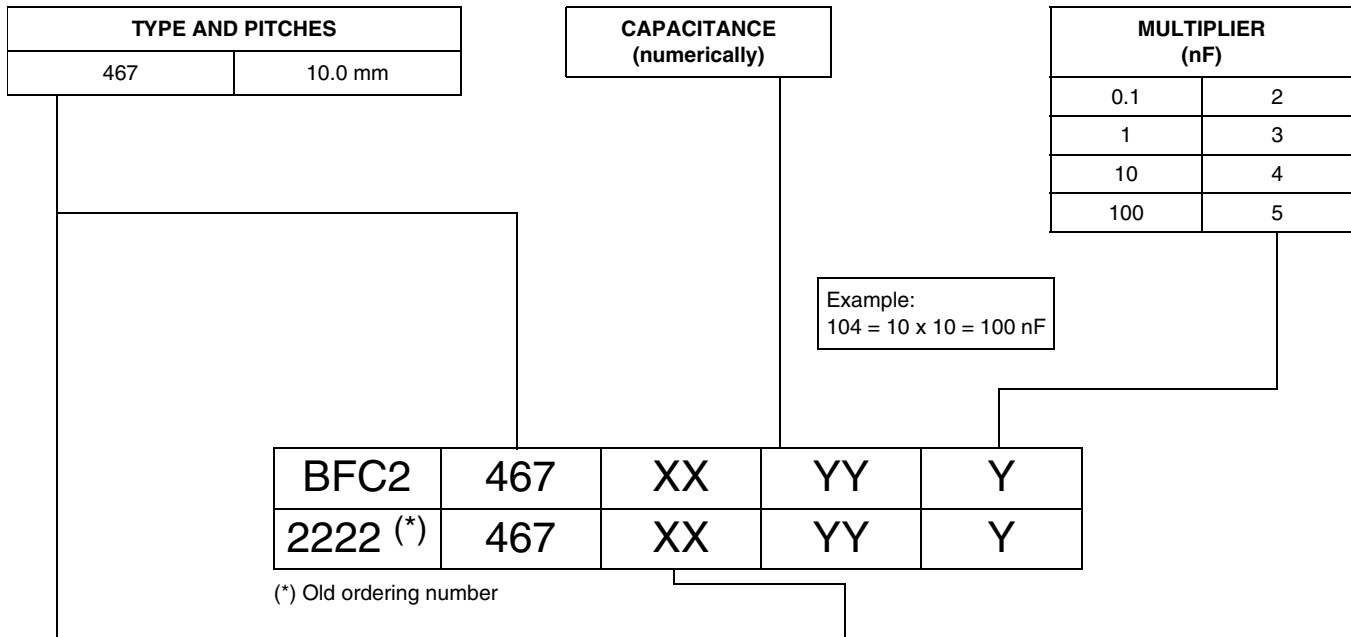 TYPE AND PITCHES
467 10.0 mm
CAPACITANCE
(numerically)
MULTIPLIER
(nF)
0.1 2
1 3
10 4
100 5
Example:
104 = 10 x 10 = 100 nF
BFC2 467 XX YY Y
2222 (*) 467 XX YY Y
(*) Old ordering number